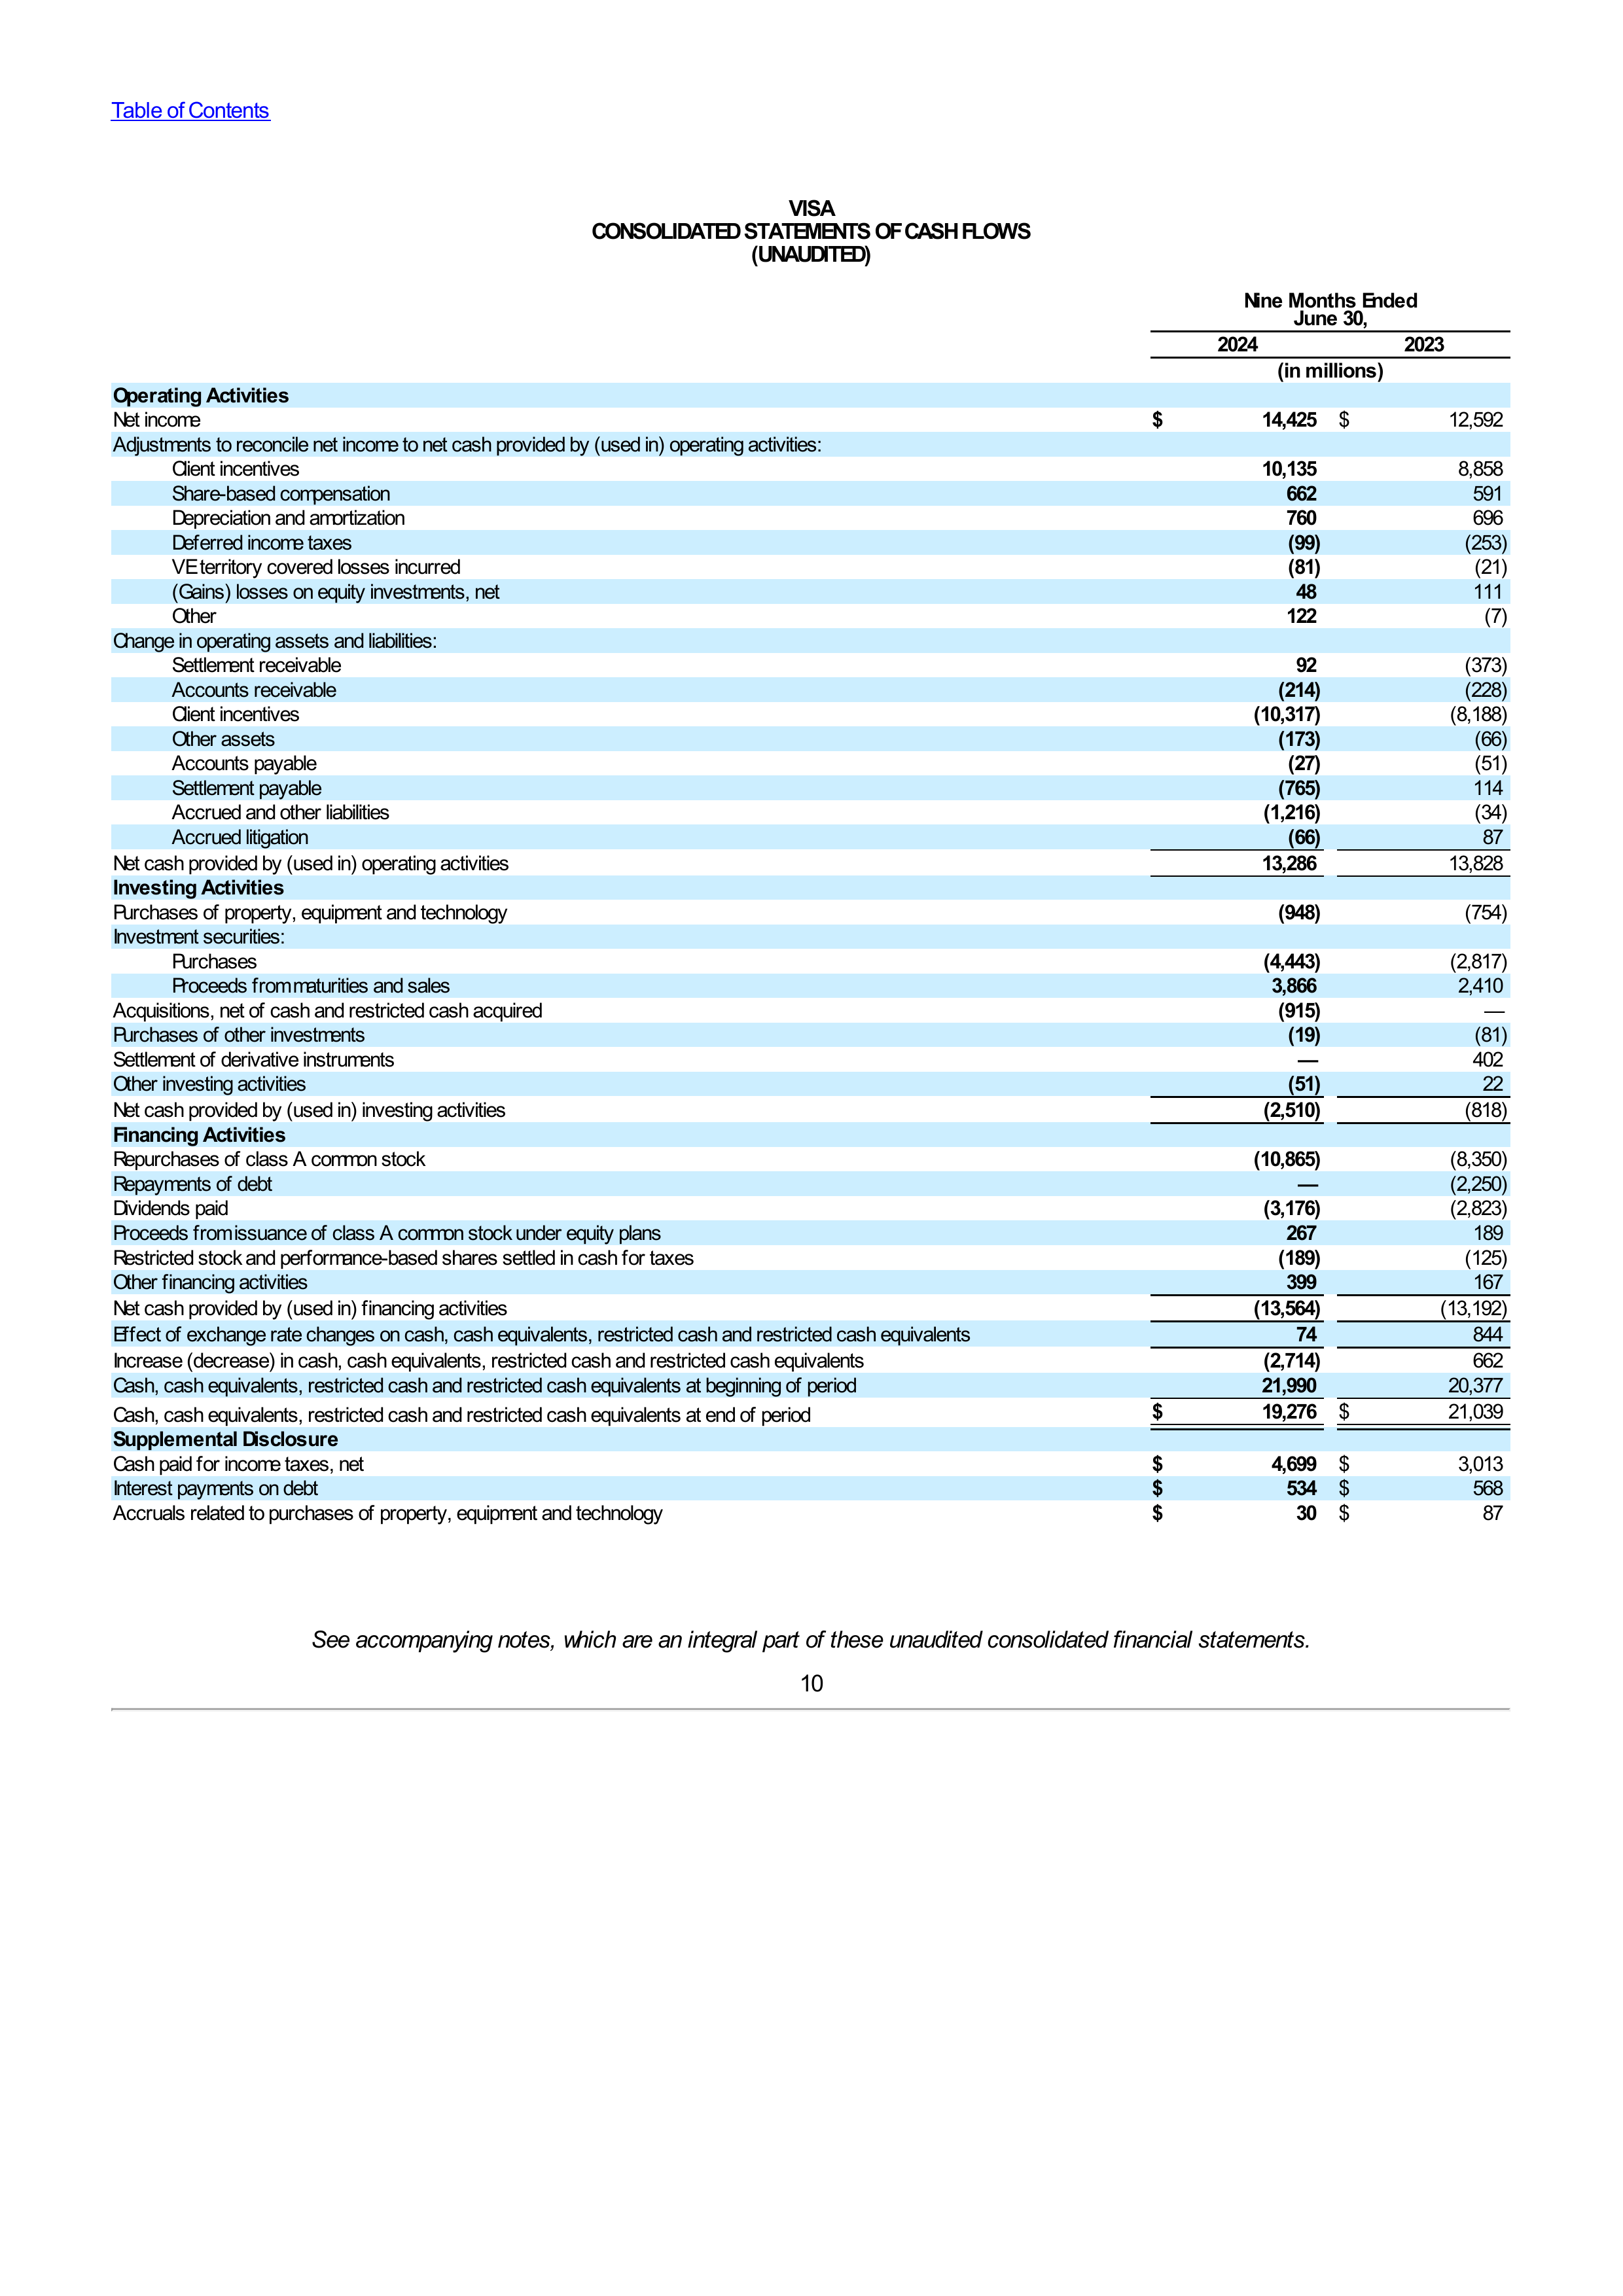 Table of Contents
VISA
CONSOLIDATED STATEMENTS OF CASH FLOWS
(UNAUDITED)
Nine Months Ended
June 30,
2024 2023
(in millions)
Operating Activities
Net income $ 14,425 $ 12,592
Adjustments to reconcile net income to net cash provided by (used in) operating activities:
Client incentives 10,135 8,858
Share-based compensation 662 591
Depreciation and amortization 760 696
Deferred income taxes (99) (253)
VE territory covered losses incurred (81) (21)
(Gains) losses on equity investments, net 48 111
Other 122 (7)
Change in operating assets and liabilities:
Settlement receivable 92 (373)
Accounts receivable (214) (228)
Client incentives (10,317) (8,188)
Other assets (173) (66)
Accounts payable (27) (51)
Settlement payable (765) 114
Accrued and other liabilities (1,216) (34)
Accrued litigation (66) 87
Net cash provided by (used in) operating activities 13,286 13,828
Investing Activities
Purchases of property, equipment and technology (948) (754)
Investment securities:
Purchases (4,443) (2,817)
Proceeds from maturities and sales 3,866 2,410
Acquisitions, net of cash and restricted cash acquired (915) —
Purchases of other investments (19) (81)
Settlement of derivative instruments — 402
Other investing activities (51) 22
Net cash provided by (used in) investing activities (2,510) (818)
Financing Activities
Repurchases of class A common stock (10,865) (8,350)
Repayments of debt — (2,250)
Dividends paid (3,176) (2,823)
Proceeds from issuance of class A common stock under equity plans 267 189
Restricted stock and performance-based shares settled in cash for taxes (189) (125)
Other financing activities 399 167
Net cash provided by (used in) financing activities (13,564) (13,192)
Effect of exchange rate changes on cash, cash equivalents, restricted cash and restricted cash equivalents 74 844
Increase (decrease) in cash, cash equivalents, restricted cash and restricted cash equivalents (2,714) 662
Cash, cash equivalents, restricted cash and restricted cash equivalents at beginning of period 21,990 20,377
Cash, cash equivalents, restricted cash and restricted cash equivalents at end of period $ 19,276 $ 21,039
Supplemental Disclosure
Cash paid for income taxes, net $ 4,699 $ 3,013
Interest payments on debt $ 534 $ 568
Accruals related to purchases of property, equipment and technology $ 30 $ 87
See accompanying notes, which are an integral part of these unaudited consolidated financial statements.
10